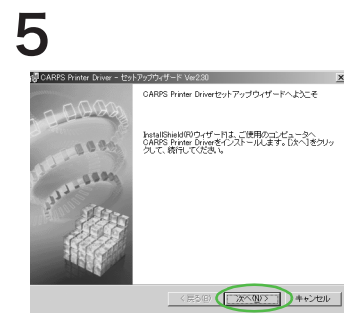 5
CARPS Printer Driver - セットアップウィザード Ver2.30
CARPS Printer Driverセットアップウィザードへようこそ
InstallShield(R)ウィザードは、ご使用のコンピュータへ
CARPS Printer Driverをインストールします。[次へ]をクリッ
クして、続行してください。
< 戻る(B) 次へ(N) > キャンセル